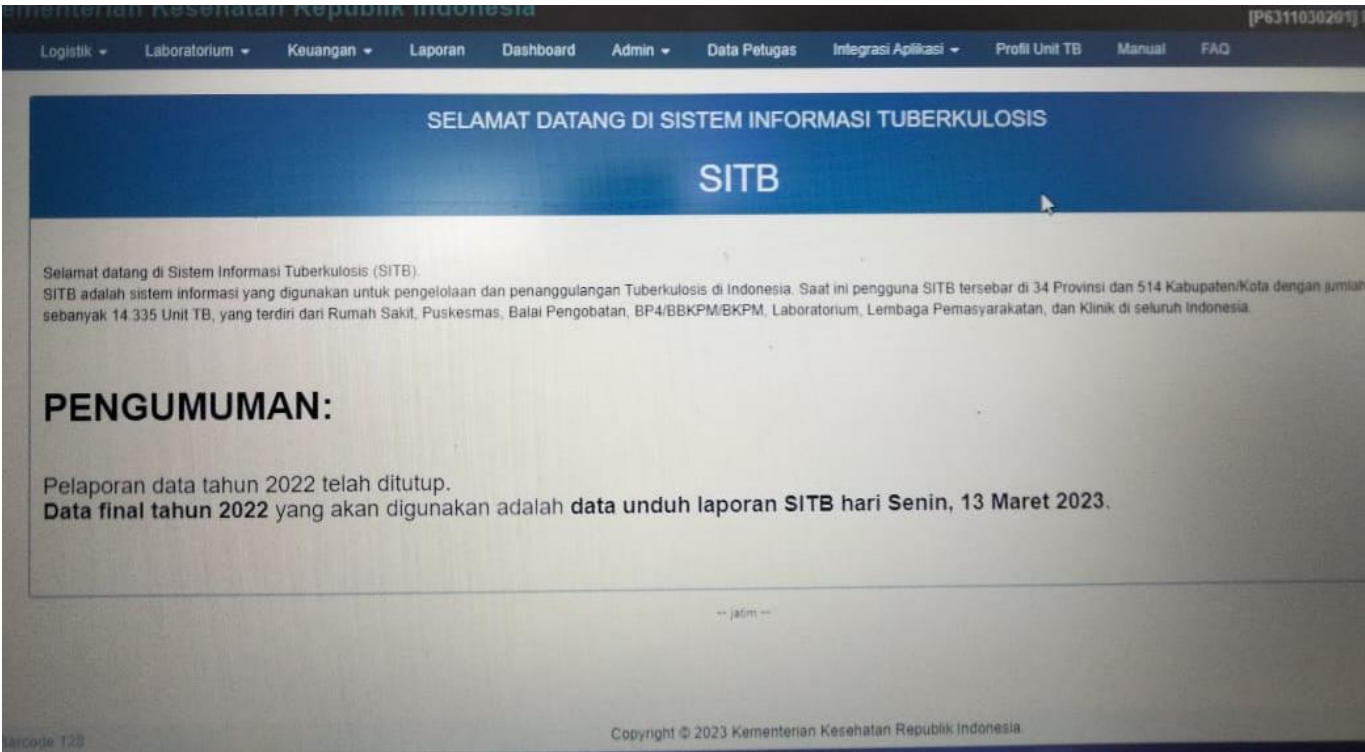 Kementerian Kesehatan Republik Indonesia
[P6311030201]
Logistik Laboratorium Keuangan Laporan Dashboard Admin Data Petugas Integrasi Aplikasi Profil Unit TB Manual FAQ
SELAMAT DATANG DI SISTEM INFORMASI TUBERKULOSIS
SITB
Selamat datang di Sistem Informasi Tuberkulosis (SITB).
SITB adalah sistem informasi yang digunakan untuk pengelolaan dan penanggulangan Tuberkulosis di Indonesia. Saat ini pengguna SITB tersebar di 34 Provinsi dan 514 Kabupaten/Kota dengan jumlah
sebanyak 14.335 Unit TB, yang terdiri dari Rumah Sakit, Puskesmas, Balai Pengobatan, BP4/BBKPM/BKPM, Laboratorium, Lembaga Pemasyarakatan, dan Klinik di seluruh Indonesia.
PENGUMUMAN:
Pelaporan data tahun 2022 telah ditutup.
Data final tahun 2022 yang akan digunakan adalah data unduh laporan SITB hari Senin, 13 Maret 2023.
-- jatim --
Copyright © 2023 Kementerian Kesehatan Republik Indonesia
Barcode 128